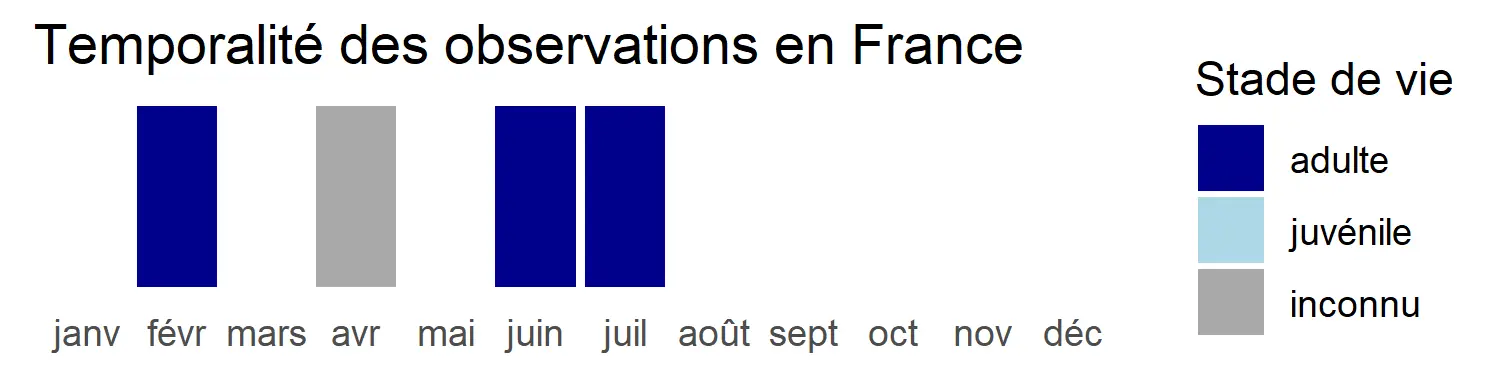 Temporalité des observations en France
janv févr mars avr mai juin juil août sept oct nov déc
Stade de vie
adulte
juvénile
inconnu